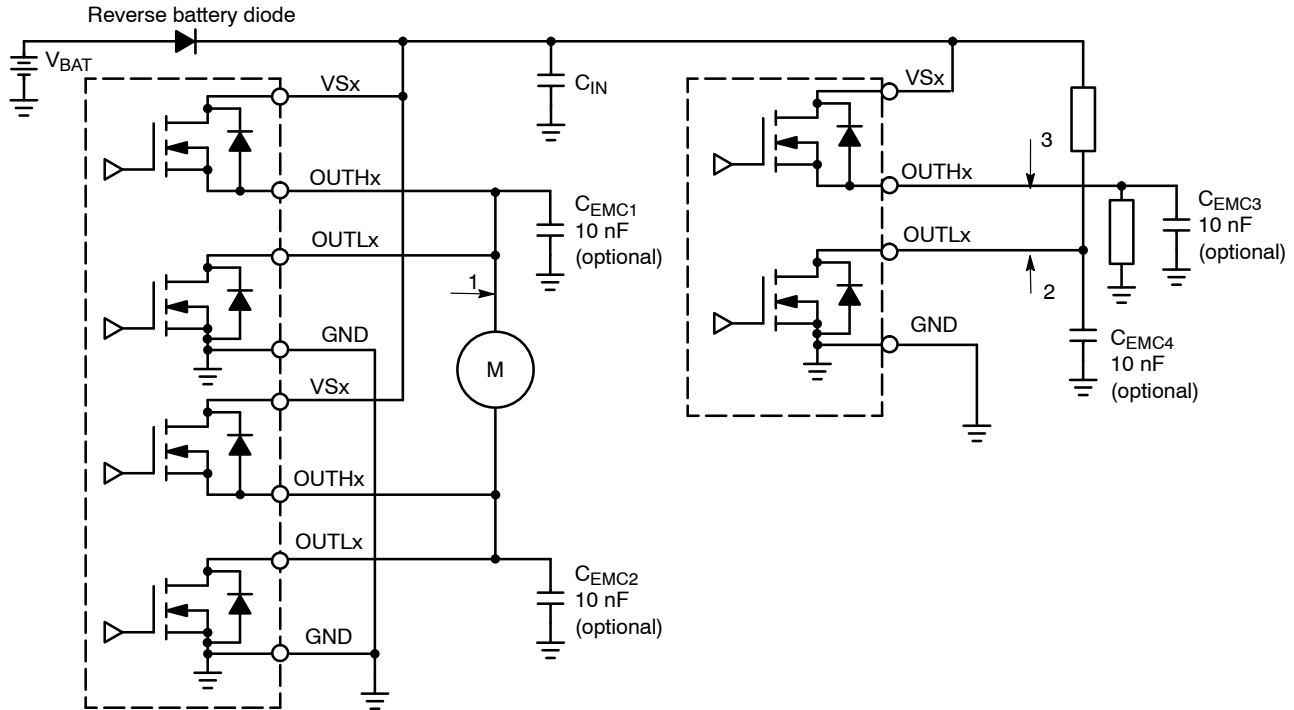 Reverse battery diode
VBAT
VSx
CIN
OUTHx
CEMC1
10 nF
(optional)
OUTLx
1
GND
M
VSx
OUTHx
OUTLx
CEMC2
10 nF
(optional)
GND
VSx
3
OUTHx
CEMC3
10 nF
(optional)
OUTLx
2
GND
CEMC4
10 nF
(optional)